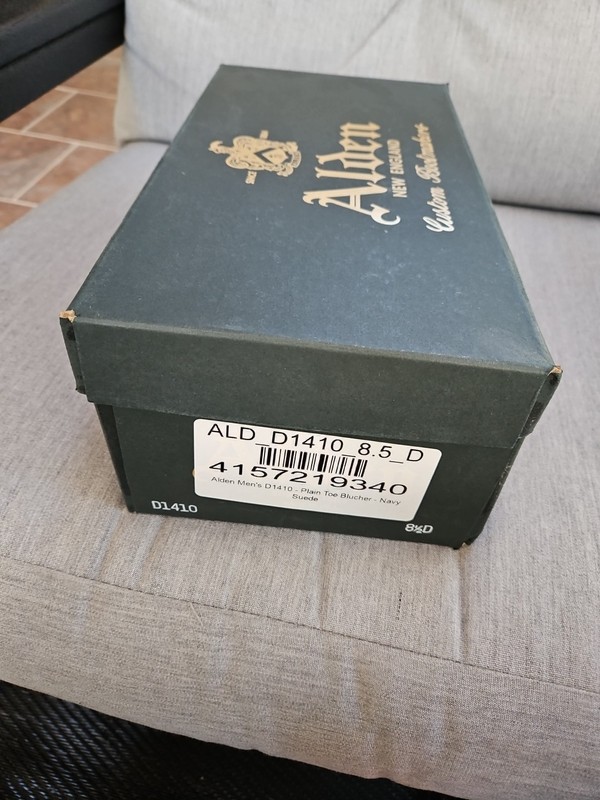 Alden
NEW ENGLAND
Custom Bootmakers
ALD_D1410_8.5_D
4157219340
Alden Men's D1410 - Plain Toe Blucher - Navy
Suede
D1410
8½D